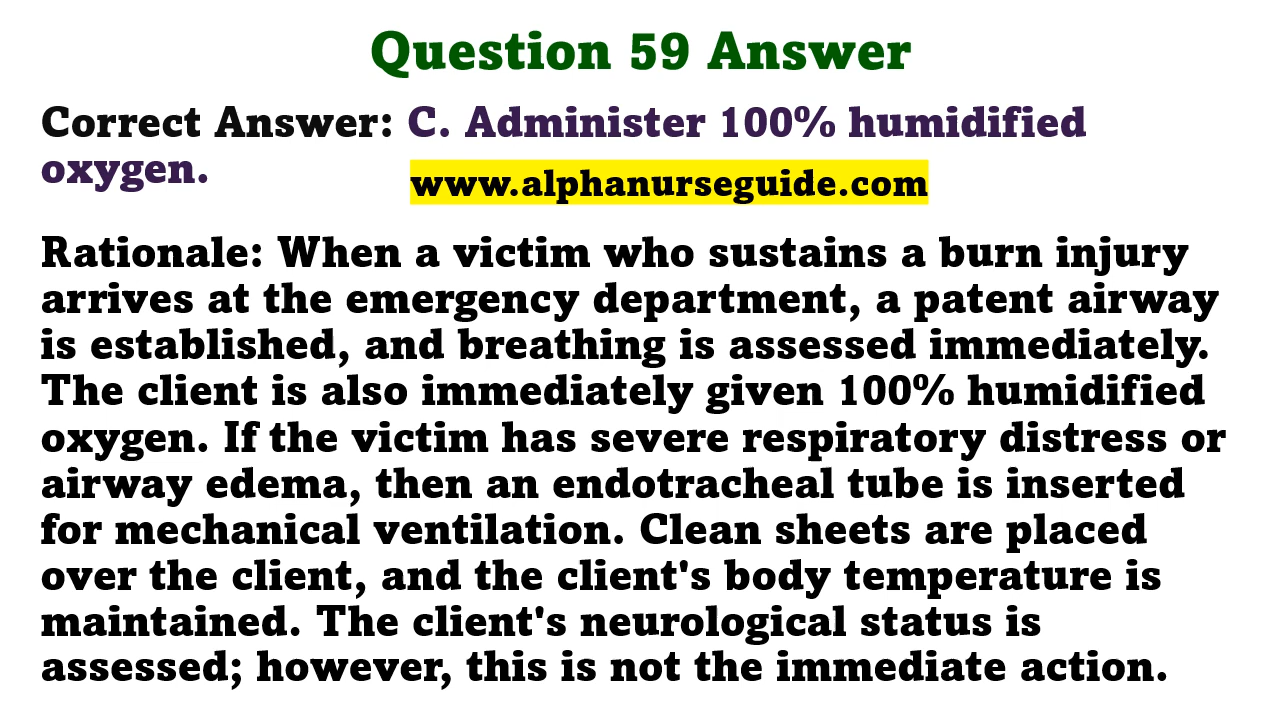 Question 59 Answer
Correct Answer: C. Administer 100% humidified
oxygen.
www.alphanurseguide.com
Rationale: When a victim who sustains a burn injury
arrives at the emergency department, a patent airway
is established, and breathing is assessed immediately.
The client is also immediately given 100% humidified
oxygen. If the victim has severe respiratory distress or
airway edema, then an endotracheal tube is inserted
for mechanical ventilation. Clean sheets are placed
over the client, and the client's body temperature is
maintained. The client's neurological status is
assessed; however, this is not the immediate action.